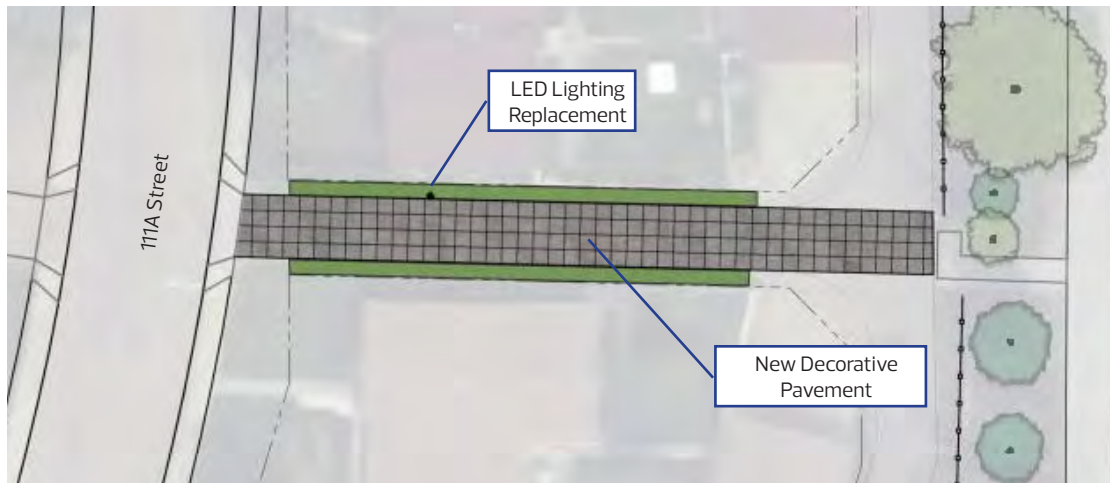 LED Lighting
Replacement
111A Street
New Decorative
Pavement